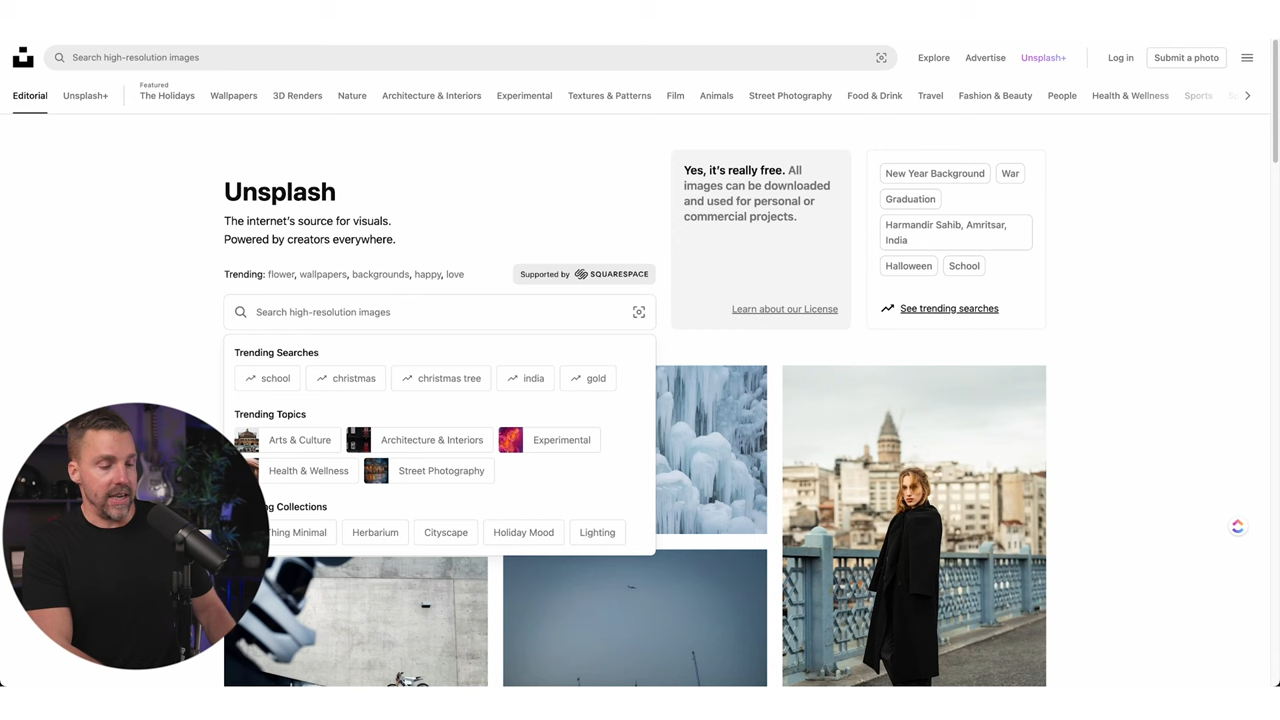 Search high-resolution images
Explore
Advertise
Unsplash+
Log in
Submit a photo
Editorial
Unsplash+
Featured
The Holidays
Wallpapers
3D Renders
Nature
Architecture & Interiors
Experimental
Textures & Patterns
Film
Animals
Street Photography
Food & Drink
Travel
Fashion & Beauty
People
Health & Wellness
Sports
Unsplash
The internet's source for visuals.
Powered by creators everywhere.
Trending: flower, wallpapers, backgrounds, happy, love
Supported by SQUARESPACE
Search high-resolution images
Trending Searches
school
christmas
christmas tree
india
gold
Trending Topics
Arts & Culture
Architecture & Interiors
Experimental
Health & Wellness
Street Photography
Collections
Minimal
Herbarium
Cityscape
Holiday Mood
Lighting
Yes, it's really free. All
images can be downloaded
and used for personal or
commercial projects.
Learn about our License
New Year Background
War
Graduation
Harmandir Sahib, Amritsar,
India
Halloween
School
See trending searches